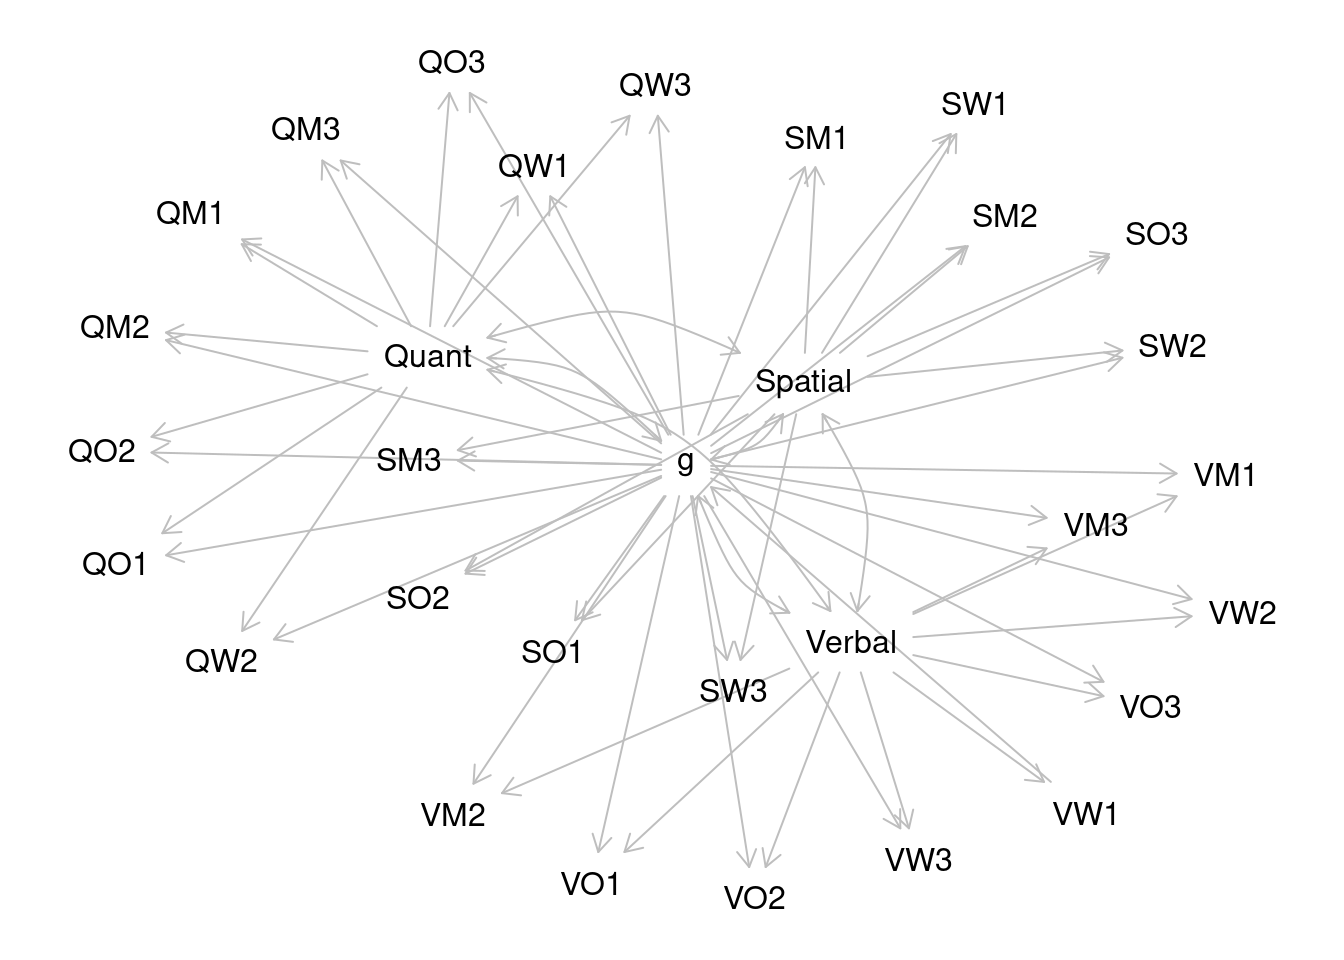 QO3
QW3
SW1
QM3
SM1
QW1
QM1
SM2
SO3
QM2
SW2
Quant
Spatial
QO2
SM3
g
VM1
VM3
QO1
SO2
VW2
Verbal
SO1
QW2
SW3
VO3
VM2
VW1
VW3
VO1
VO2